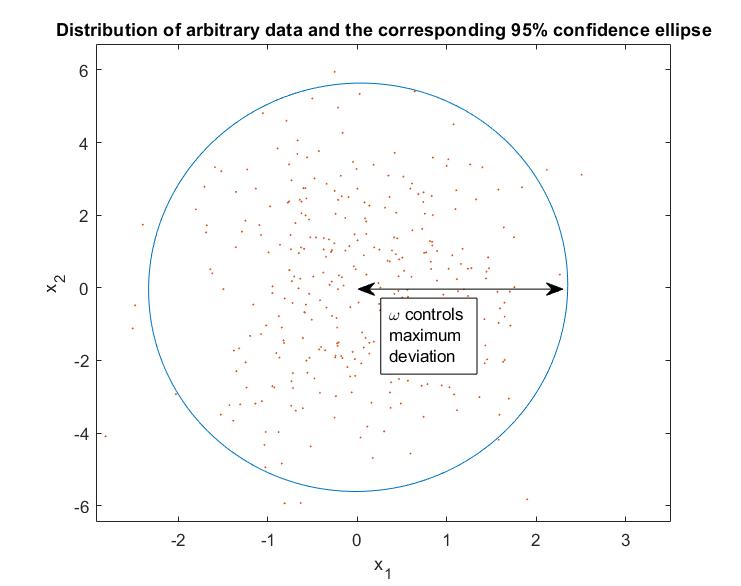 Distribution of arbitrary data and the corresponding 95% confidence ellipse
6
4
2
0
-2
-4
-6
x2
ω controls
maximum
deviation
-2 -1 0 1 2 3
x1